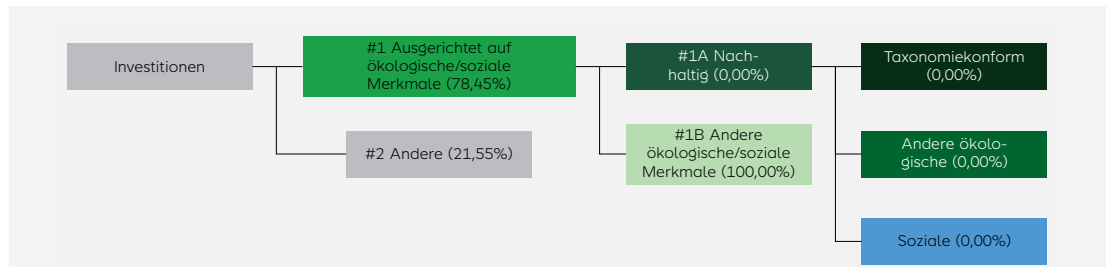 Investitionen
#1 Ausgerichtet auf
ökologische/soziale
Merkmale (78,45%)
#2 Andere (21,55%)
#1A Nach-
haltig (0,00%)
#1B Andere
ökologische/soziale
Merkmale (100,00%)
Taxonomiekonform
(0,00%)
Andere ökolo-
gische (0,00%)
Soziale (0,00%)